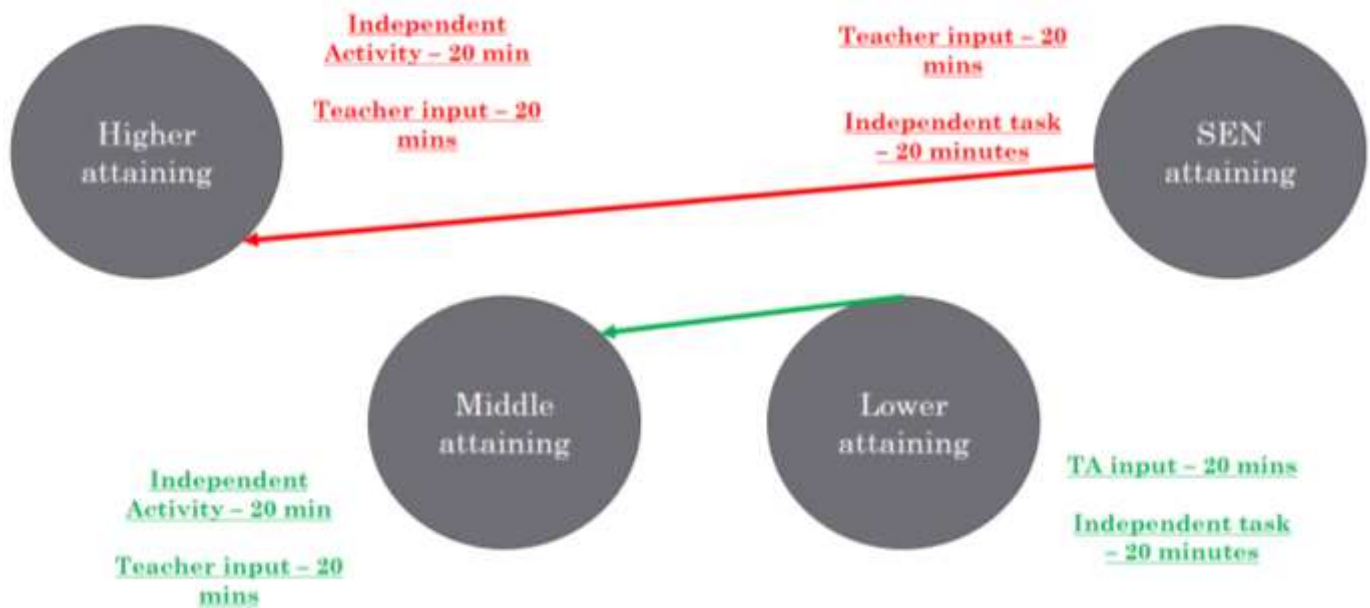 Independent
Activity – 20 min
Teacher input – 20
mins
Higher
attaining
Teacher input – 20
mins
Independent task
– 20 minutes
SEN
attaining
Middle
attaining
Independent
Activity – 20 min
Teacher input – 20
mins
Lower
attaining
TA input – 20 mins
Independent task
– 20 minutes